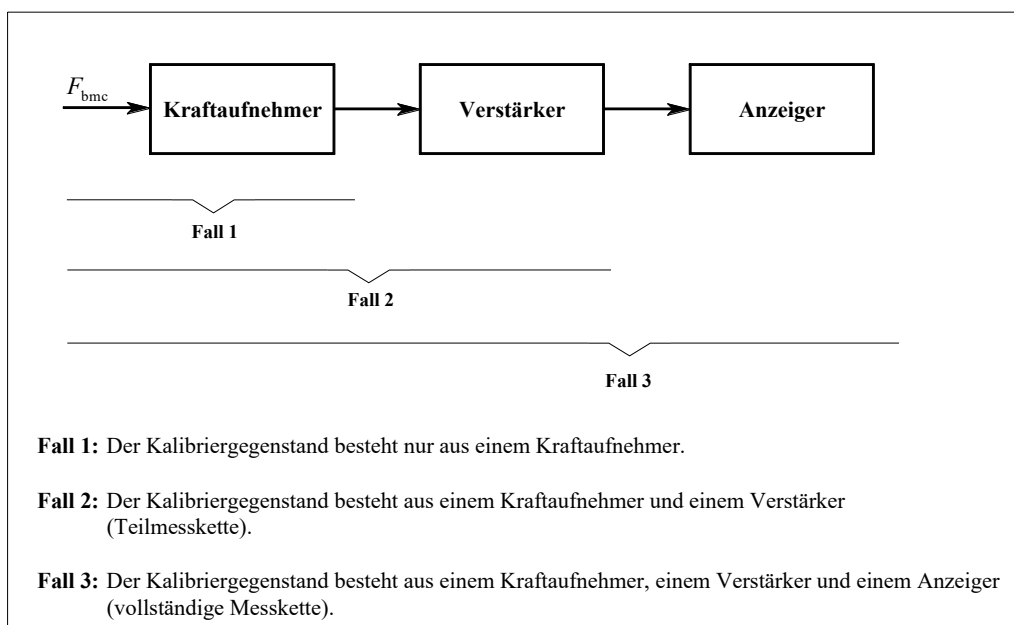 F_bmc
Kraftaufnehmer Verstärker Anzeiger
Fall 1
Fall 2
Fall 3
Fall 1: Der Kalibriergegenstand besteht nur aus einem Kraftaufnehmer.
Fall 2: Der Kalibriergegenstand besteht aus einem Kraftaufnehmer und einem Verstärker
(Teilmesskette).
Fall 3: Der Kalibriergegenstand besteht aus einem Kraftaufnehmer, einem Verstärker und einem Anzeiger
(vollständige Messkette).